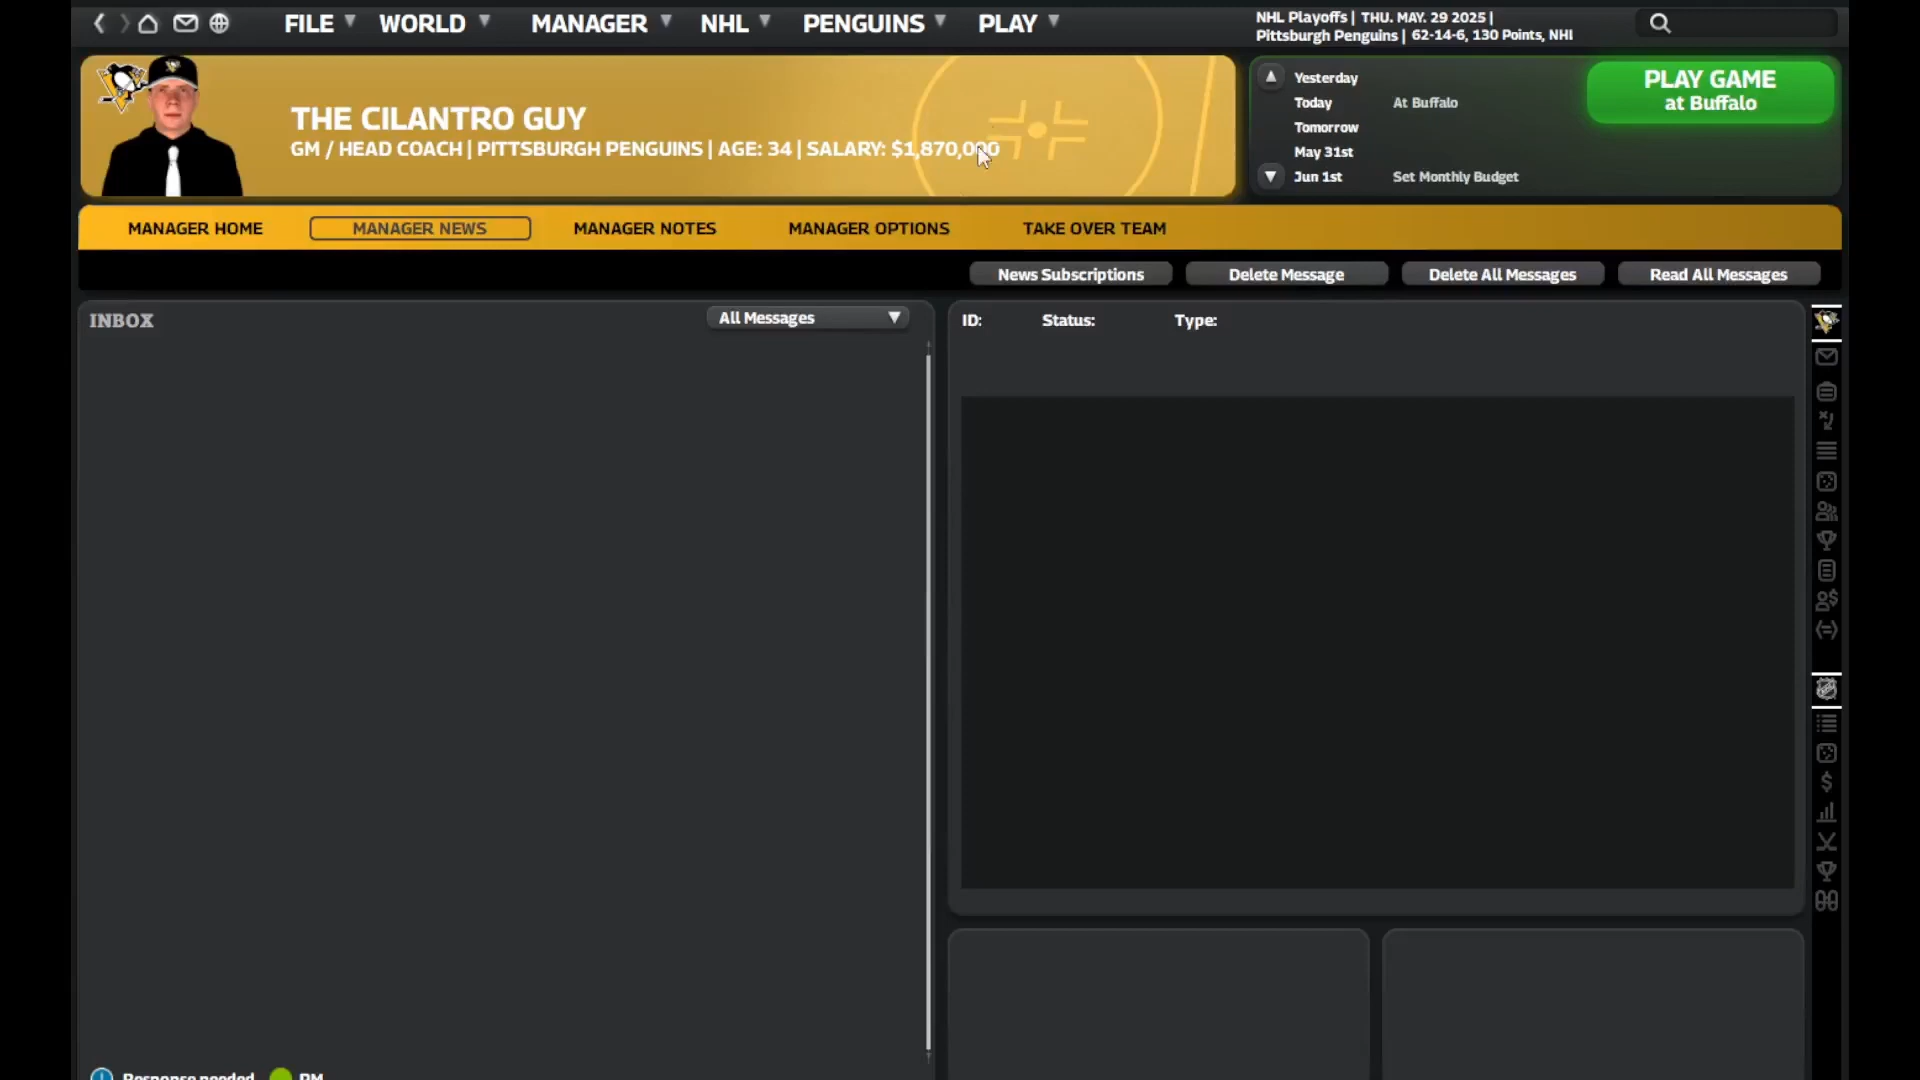 FILE WORLD MANAGER NHL PENGUINS PLAY
NHL Playoffs | THU. MAY. 29 2025 |
Pittsburgh Penguins | 62-14-6, 130 Points, NHl
THE CILANTRO GUY
GM / HEAD COACH | PITTSBURGH PENGUINS | AGE: 34 | SALARY: $1,870,000
Yesterday
Today At Buffalo
Tomorrow
May 31st
Jun 1st Set Monthly Budget
PLAY GAME
at Buffalo
MANAGER HOME MANAGER NEWS MANAGER NOTES MANAGER OPTIONS TAKE OVER TEAM
News Subscriptions Delete Message Delete All Messages Read All Messages
INBOX All Messages
ID: Status: Type:
Response needed PM